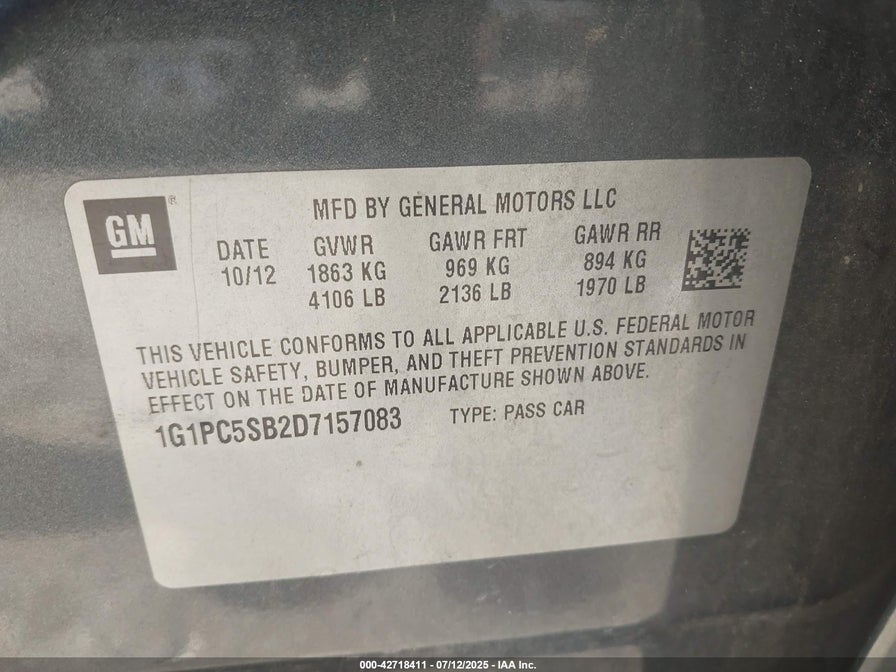 GM®
MFD BY GENERAL MOTORS LLC
DATE GVWR GAWR FRT GAWR RR
10/12 1863 KG 969 KG 894 KG
4106 LB 2136 LB 1970 LB
THIS VEHICLE CONFORMS TO ALL APPLICABLE U.S. FEDERAL MOTOR
VEHICLE SAFETY, BUMPER, AND THEFT PREVENTION STANDARDS IN
EFFECT ON THE DATE OF MANUFACTURE SHOWN ABOVE.
1G1PC5SB2D7157083 TYPE: PASS CAR
000-42718411 - 07/12/2025 - IAA Inc.